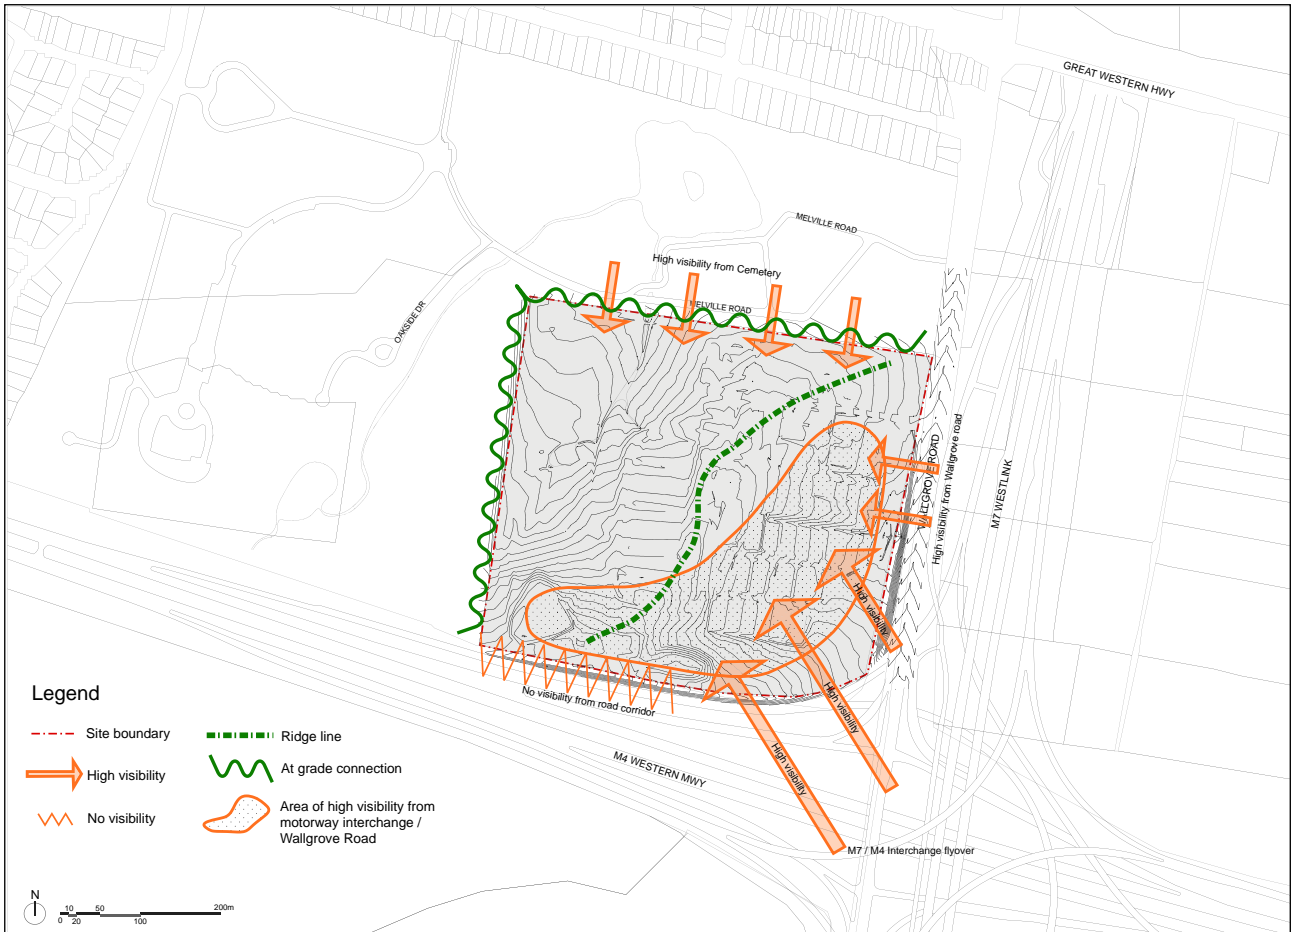 GREAT WESTERN HWY
MELVILLE ROAD
High visibility from Cemetery
MELVILLE ROAD
OAKSIDE DR
WALLGROVE ROAD
High visibility from Wallgrove road
M7 WESTLINK
High visibility
High visibility
High visibility
No visibility from road corridor
M4 WESTERN MWY
M7 / M4 Interchange flyover
Legend
Site boundary
High visibility
No visibility
Ridge line
At grade connection
Area of high visibility from
motorway interchange /
Wallgrove Road
N
10 50 200m
0 20 100